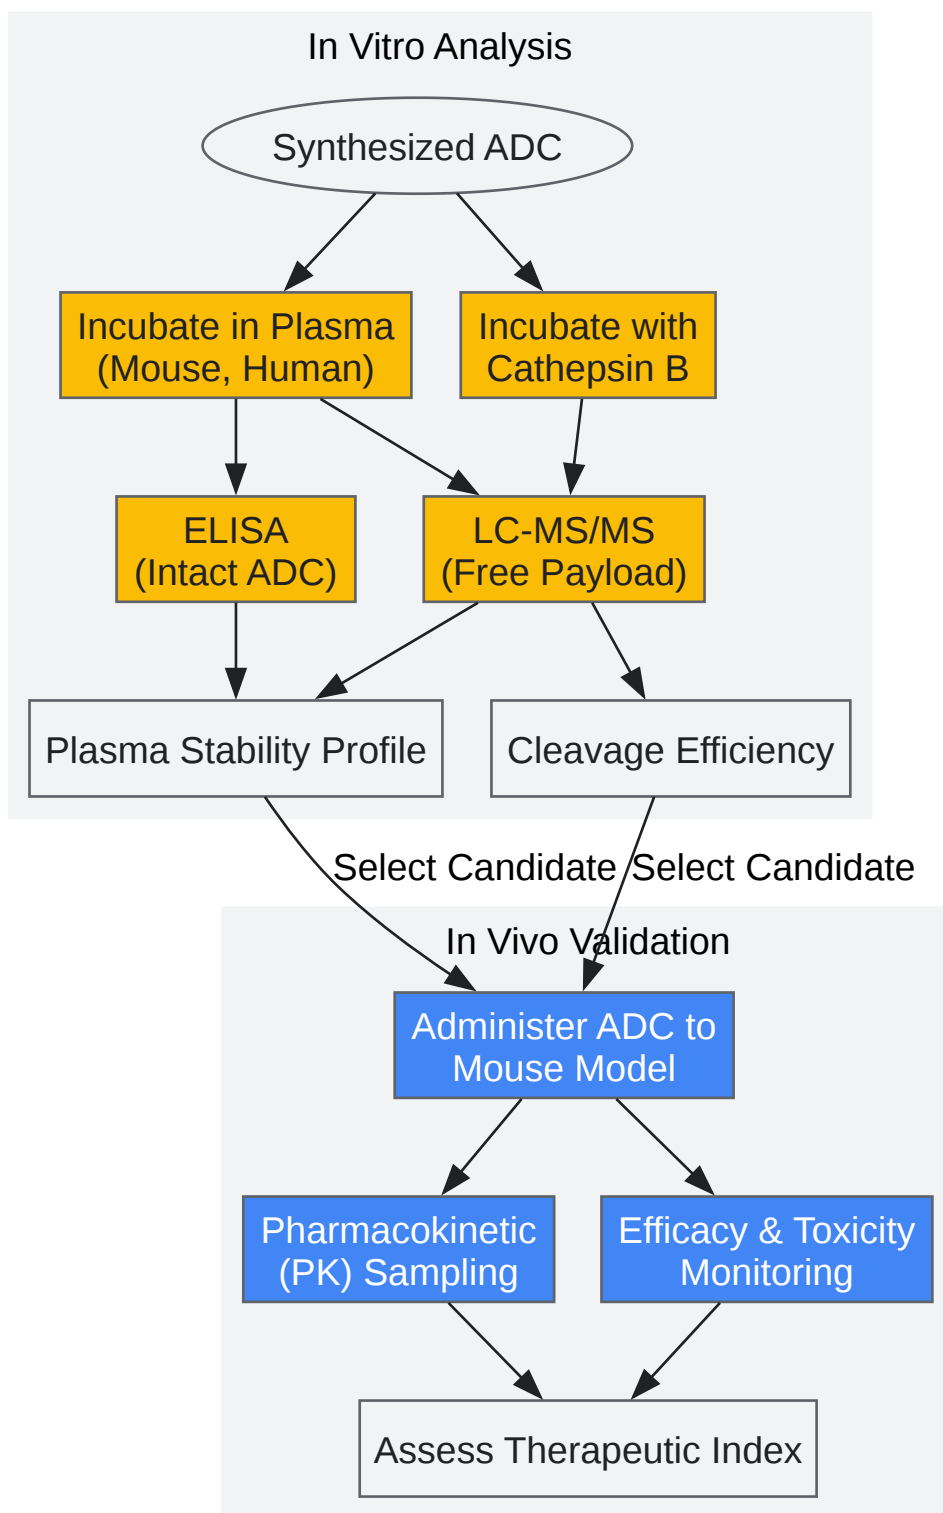 In Vitro Analysis
Synthesized ADC
Incubate in Plasma
(Mouse, Human)
Incubate with
Cathepsin B
ELISA
(Intact ADC)
LC-MS/MS
(Free Payload)
Plasma Stability Profile
Cleavage Efficiency
Select Candidate
Select Candidate
In Vivo Validation
Administer ADC to
Mouse Model
Pharmacokinetic
(PK) Sampling
Efficacy & Toxicity
Monitoring
Assess Therapeutic Index